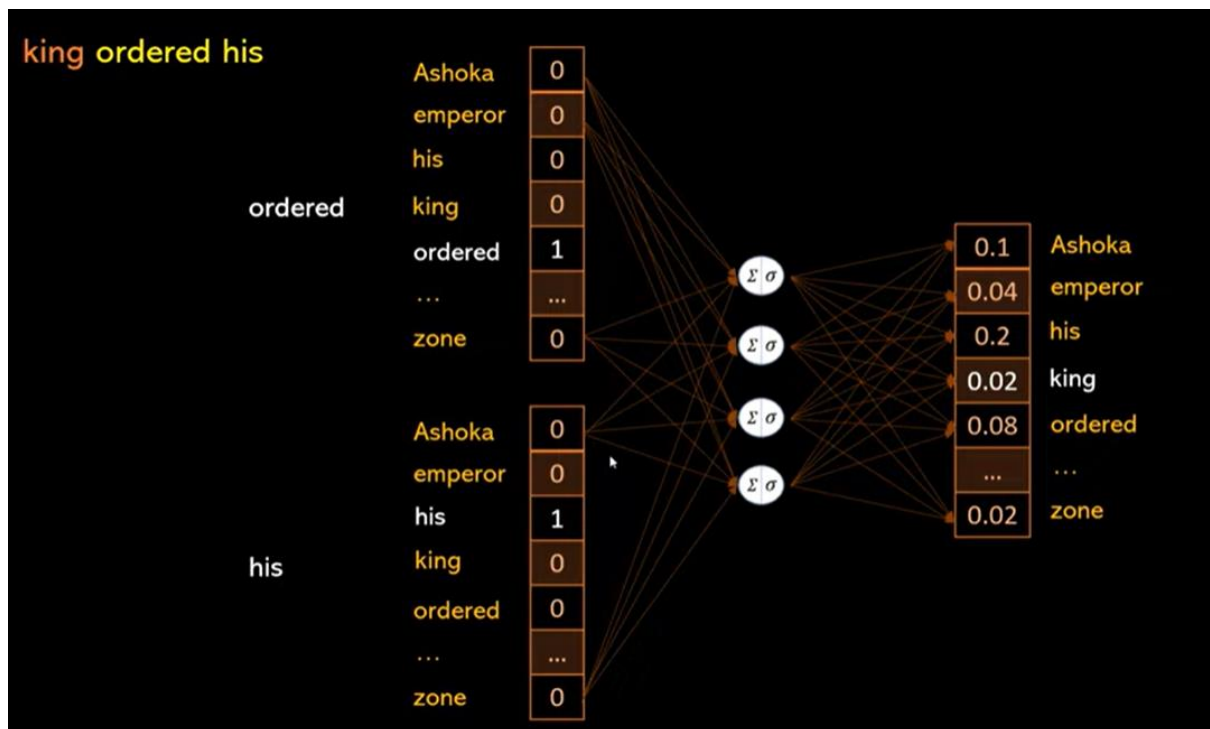 king ordered his
ordered
Ashoka 0
emperor 0
his 0
king 0
ordered 1
... ...
zone 0
his
Ashoka 0
emperor 0
his 1
king 0
ordered 0
... ...
zone 0
Σ σ
Σ σ
Σ σ
Σ σ
0.1 Ashoka
0.04 emperor
0.2 his
0.02 king
0.08 ordered
... ...
0.02 zone